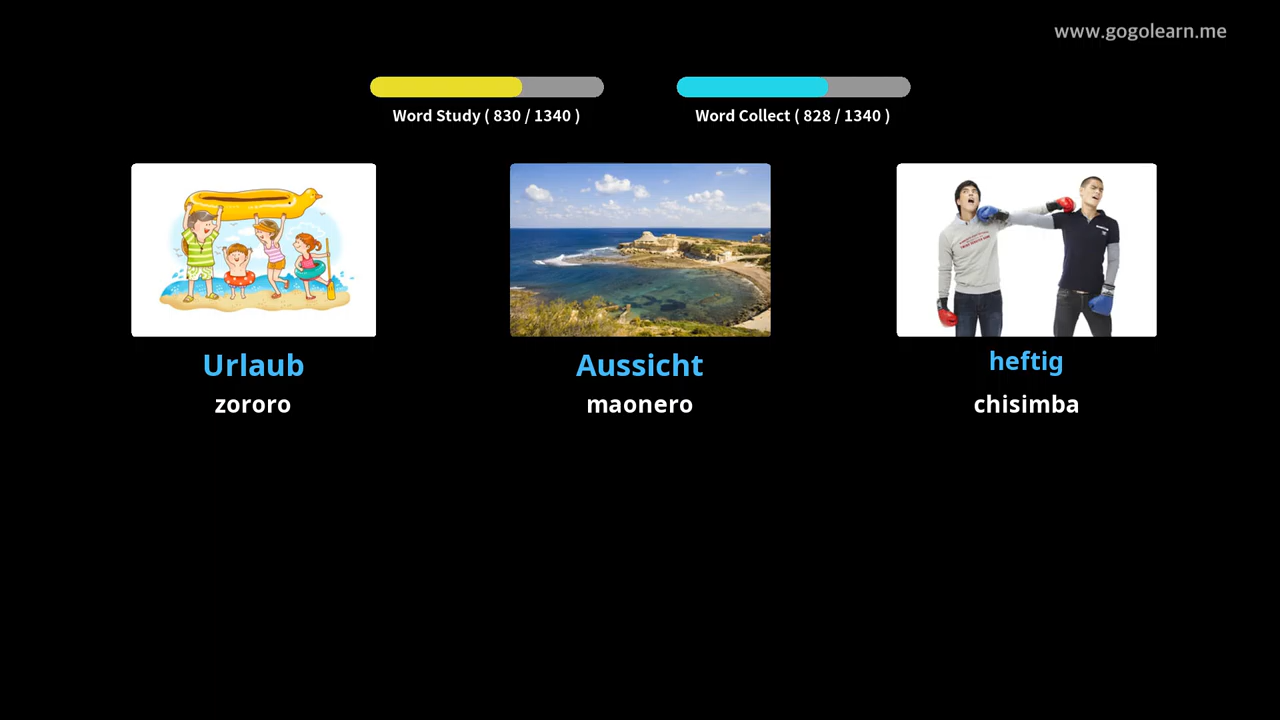 www.gogolearn.me
Word Study ( 830 / 1340 )
Word Collect ( 828 / 1340 )
Urlaub
Aussicht
heftig
zororo
maonero
chisimba